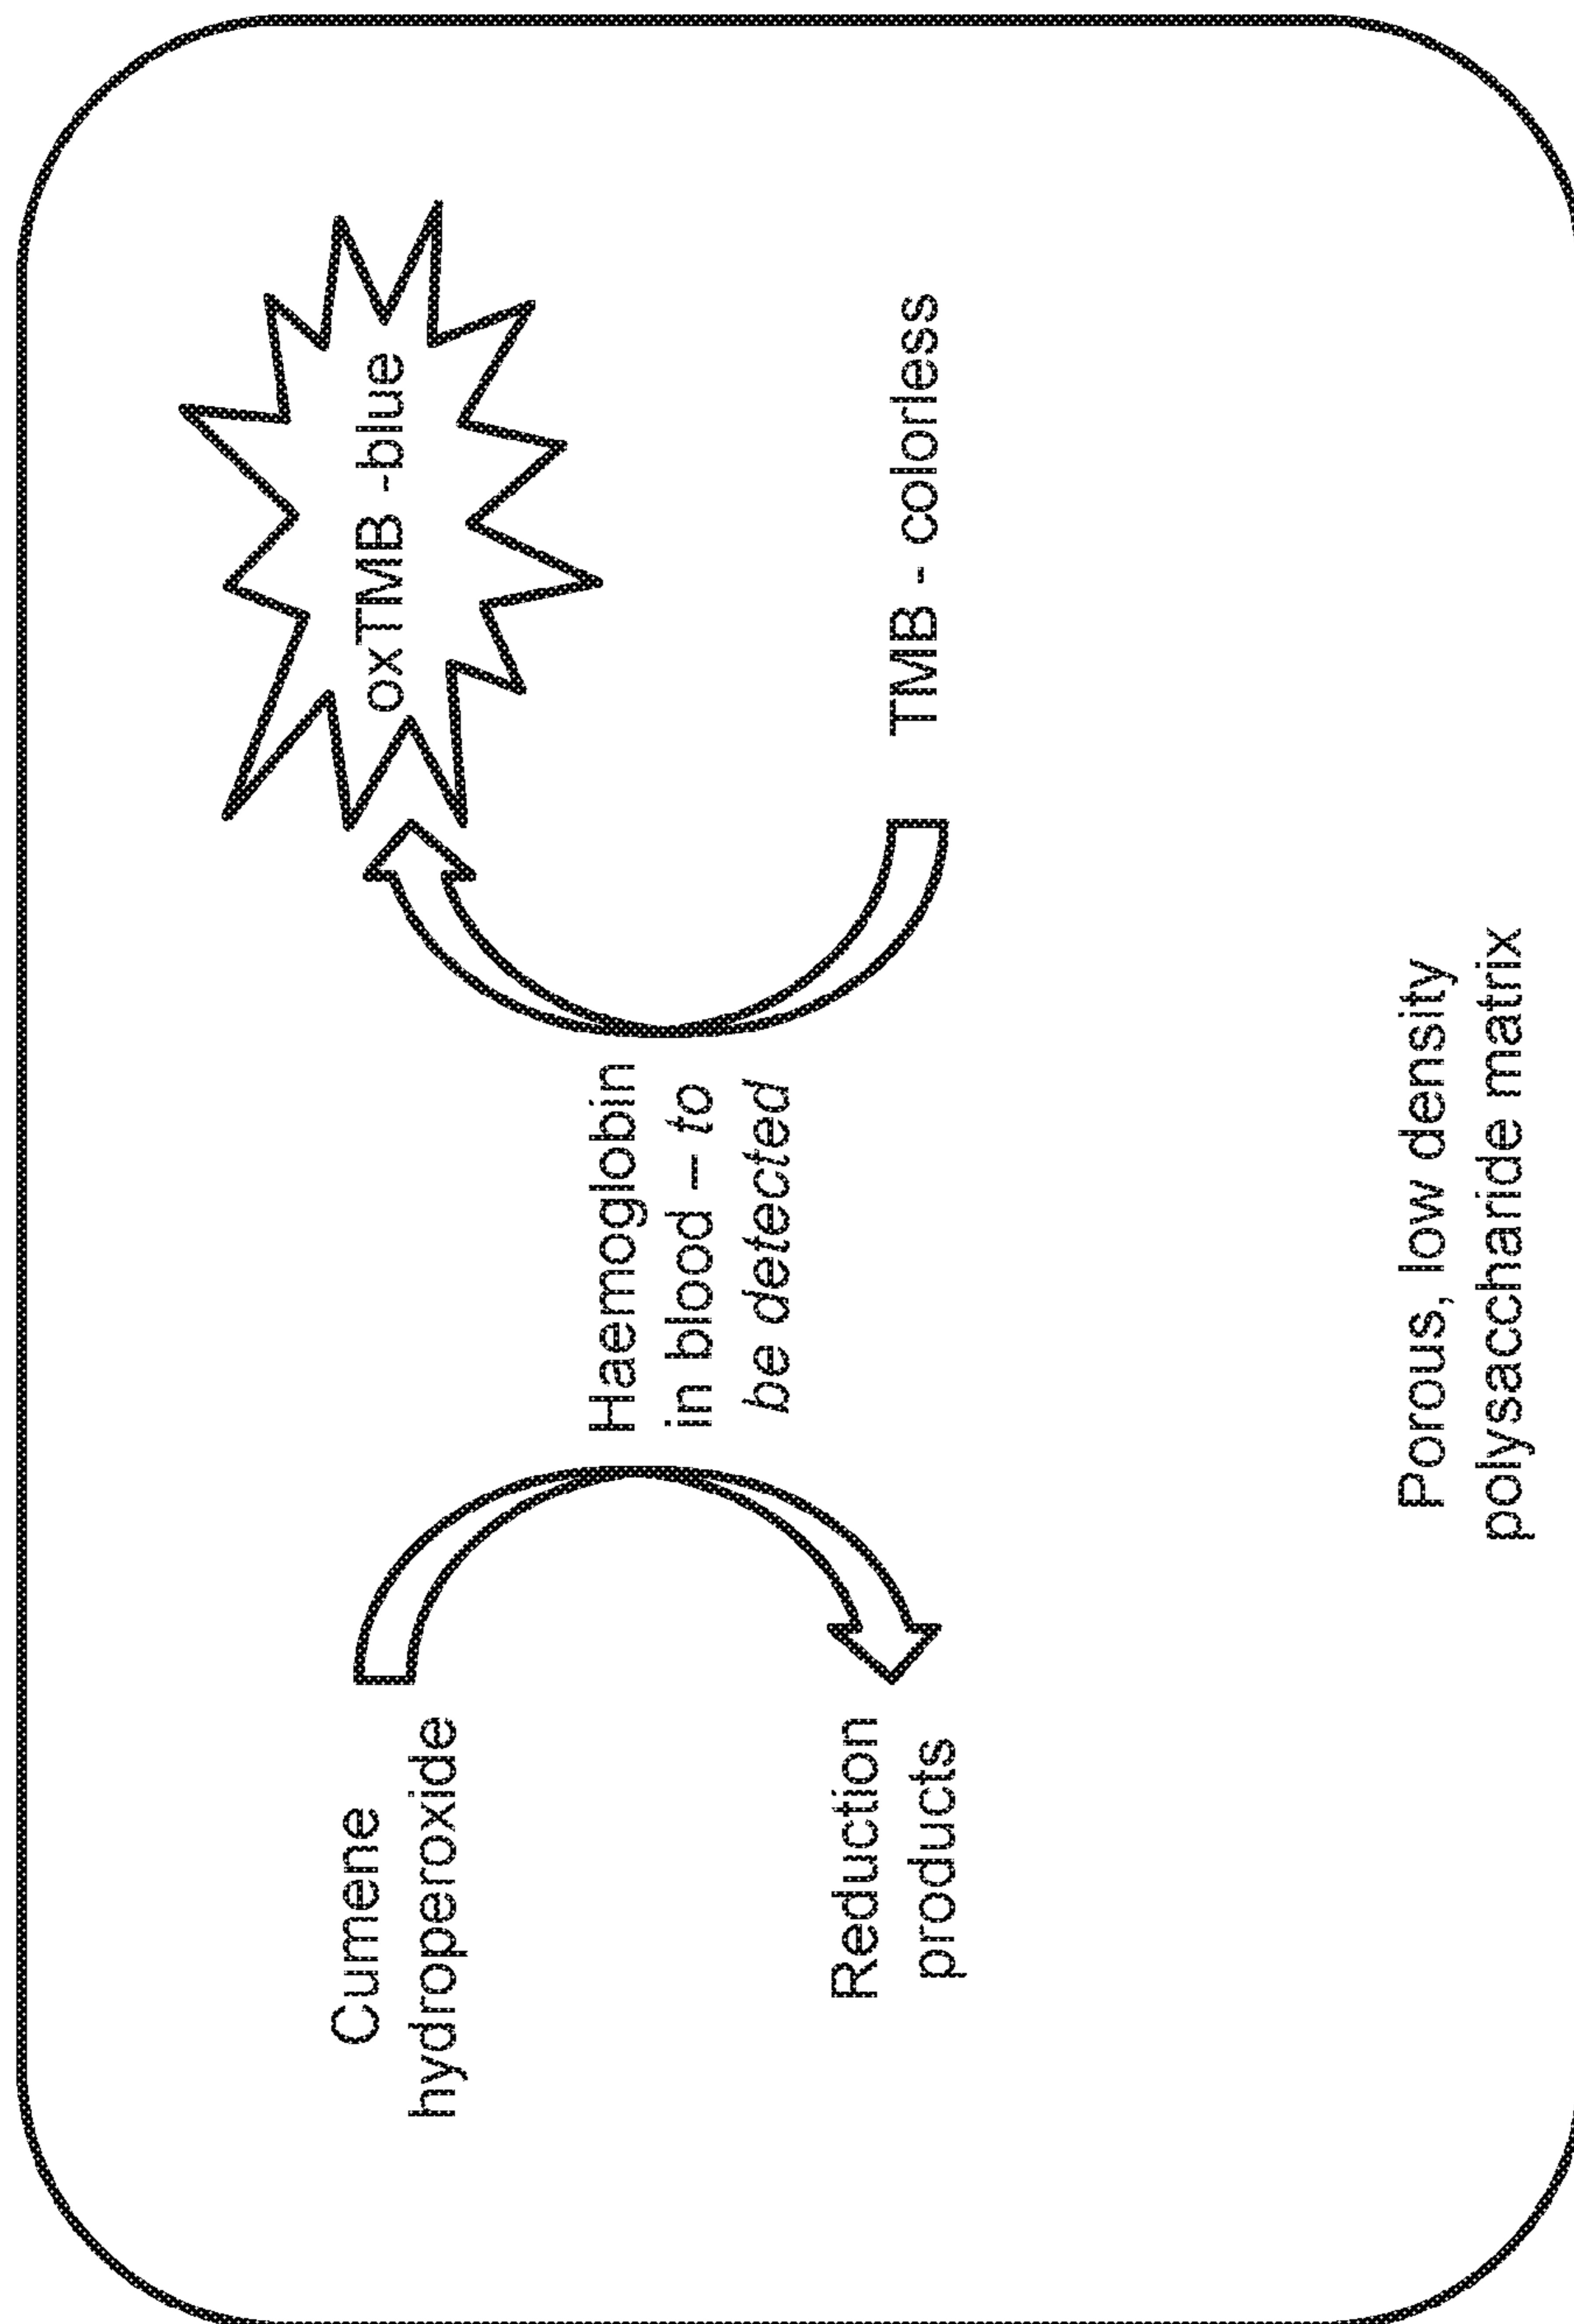 Cumene
hydroperoxide
Reduction
products
Haemoglobin
in blood – to
be detected
oxTMB -blue
TMB - colorless
Porous, low density
polysaccharide matrix